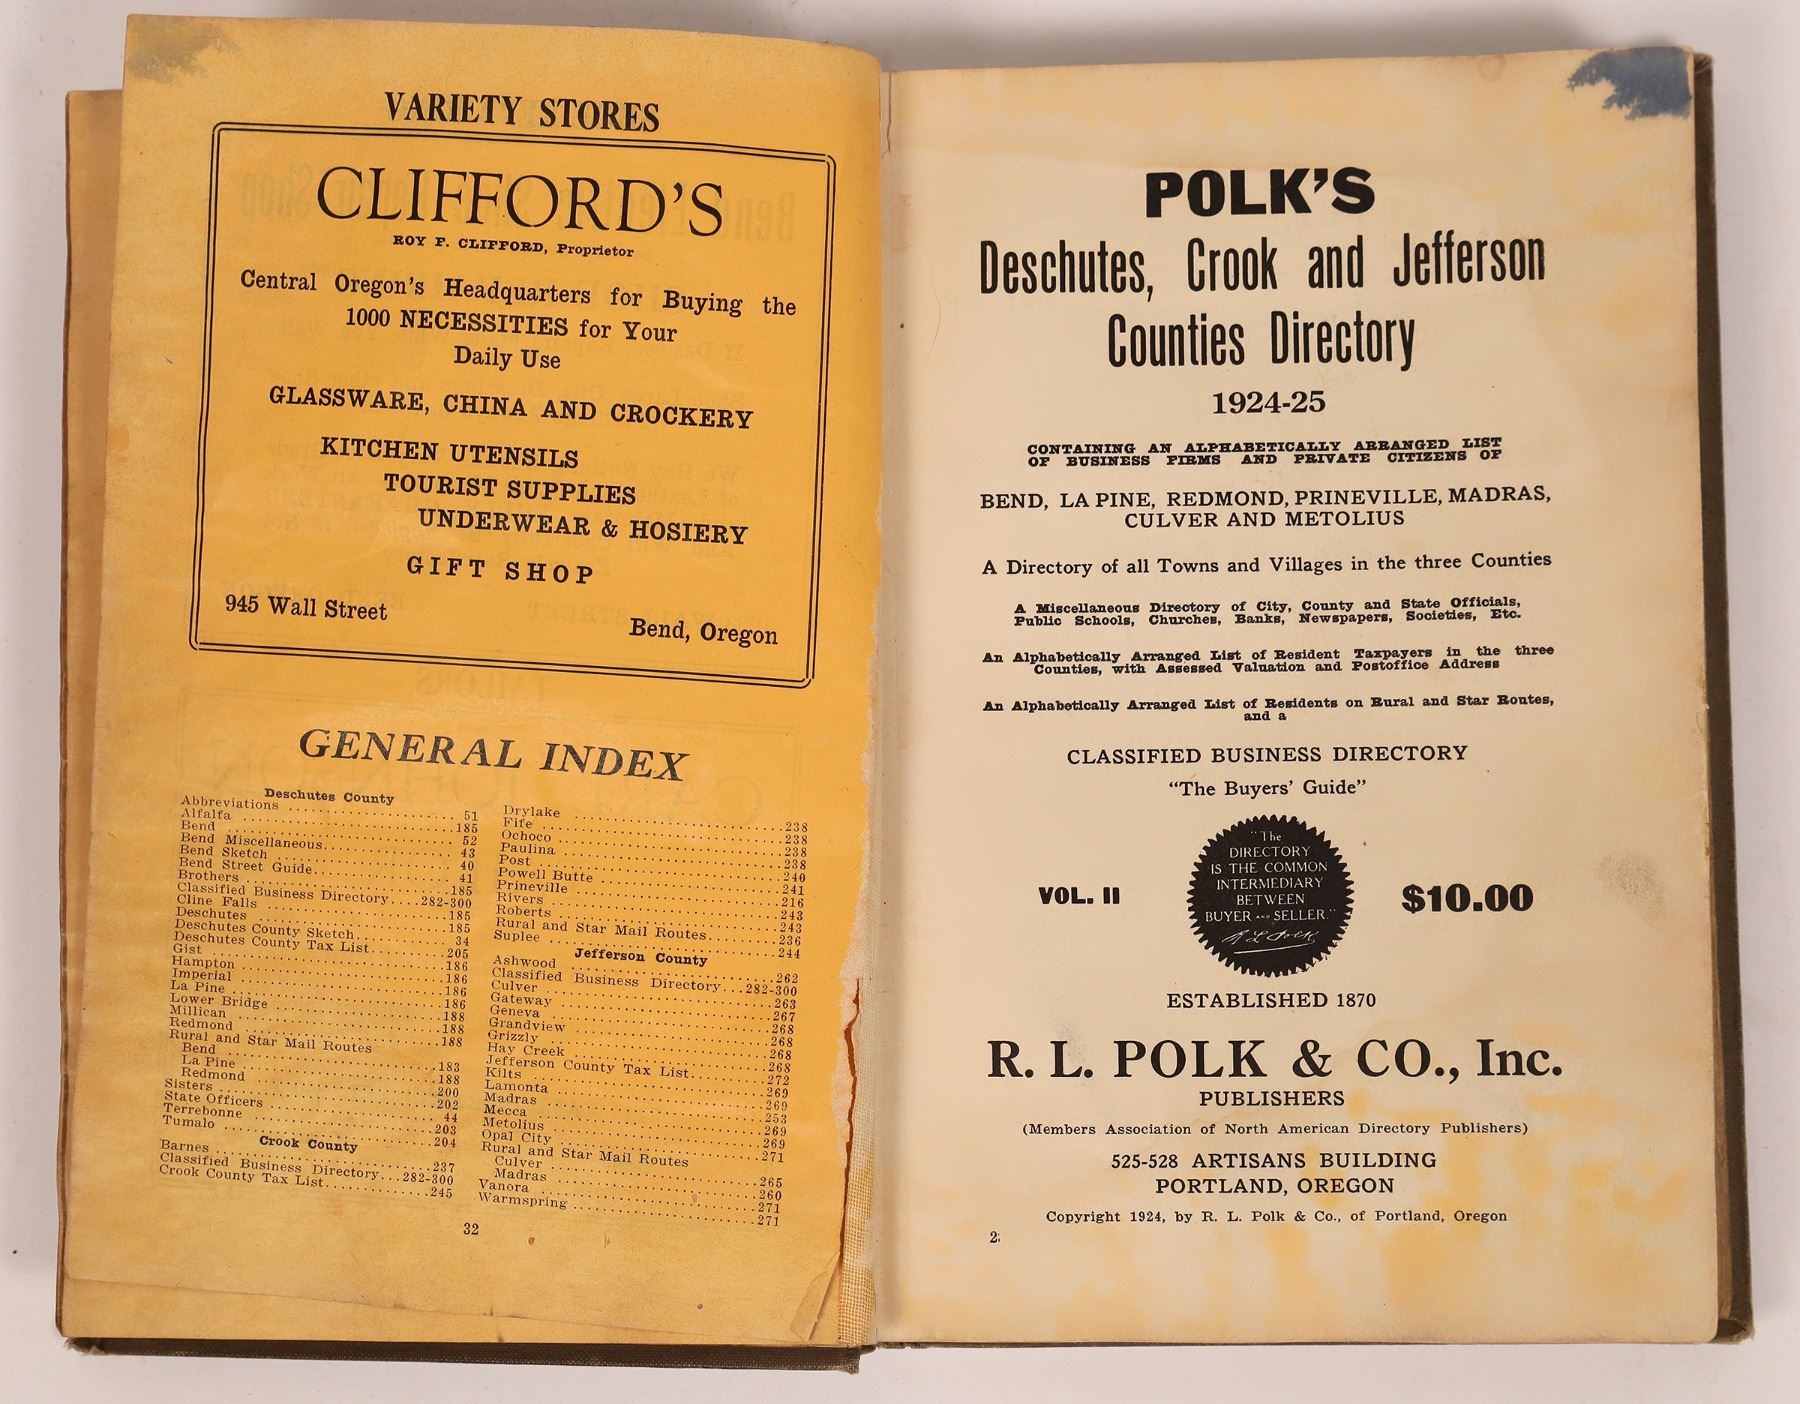 VARIETY STORES
CLIFFORD'S
ROY F. CLIFFORD, Proprietor
Central Oregon's Headquarters for Buying the
1000 NECESSITIES for Your
Daily Use
GLASSWARE, CHINA AND CROCKERY
KITCHEN UTENSILS
TOURIST SUPPLIES
UNDERWEAR & HOSIERY
GIFT SHOP
945 Wall Street
Bend, Oregon
GENERAL INDEX
Deschutes County
Abbreviations 51
Alfalfa 185
Bend 52
Bend Miscellaneous 43
Bend Sketch 40
Bend Street Guide 41
Brothers 185
Classified Business Directory 282-300
Cline Falls 185
Deschutes 185
Deschutes County Sketch 34
Deschutes County Tax List 205
Gist 186
Hampton 186
Imperial 186
La Pine 186
Lower Bridge 188
Millican 188
Redmond 188
Rural and Star Mail Routes
Bend 183
La Pine 188
Redmond 200
Sisters 202
State Officers 44
Terrebonne 203
Tumalo 204
Crook County
Barnes 237
Classified Business Directory 282-300
Crook County Tax List 245
Drylake 238
Fife 238
Ochoco 238
Paulina 238
Post 240
Powell Butte 241
Prineville 216
Rivers 243
Roberts 243
Rural and Star Mail Routes 236
Suplee 244
Jefferson County
Ashwood 262
Classified Business Directory 282-300
Culver 263
Gateway 267
Geneva 268
Grandview 268
Grizzly 268
Hay Creek 268
Jefferson County Tax List 272
Kilts 269
Lamonta 269
Madras 253
Mecca 269
Metolius 269
Opal City 271
Rural and Star Mail Routes
Culver 265
Madras 260
Vanora 271
Warmspring 271
32
POLK'S
Deschutes, Crook and Jefferson
Counties Directory
1924-25
CONTAINING AN ALPHABETICALLY ARRANGED LIST
OF BUSINESS FIRMS AND PRIVATE CITIZENS OF
BEND, LA PINE, REDMOND, PRINEVILLE, MADRAS,
CULVER AND METOLIUS
A Directory of all Towns and Villages in the three Counties
A Miscellaneous Directory of City, County and State Officials,
Public Schools, Churches, Banks, Newspapers, Societies, Etc.
An Alphabetically Arranged List of Resident Taxpayers in the three
Counties, with Assessed Valuation and Postoffice Address
An Alphabetically Arranged List of Residents on Rural and Star Routes,
and a
CLASSIFIED BUSINESS DIRECTORY
"The Buyers' Guide"
VOL. II
"The
DIRECTORY
IS THE COMMON
INTERMEDIARY
BETWEEN
BUYER AND SELLER."
R L Polk
$10.00
ESTABLISHED 1870
R. L. POLK & CO., Inc.
PUBLISHERS
(Members Association of North American Directory Publishers)
525-528 ARTISANS BUILDING
PORTLAND, OREGON
Copyright 1924, by R. L. Polk & Co., of Portland, Oregon